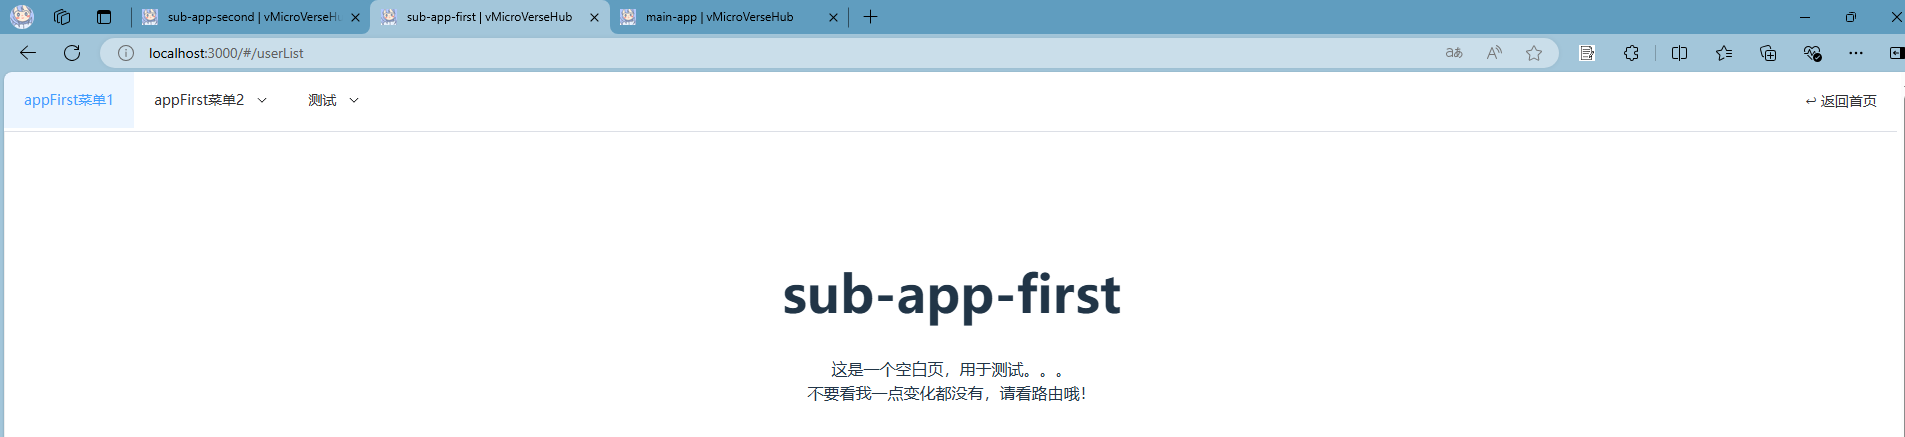 sub-app-second | vMicroVerseHu
sub-app-first | vMicroVerseHub
main-app | vMicroVerseHub
localhost:3000/#/userList
appFirst菜单1
appFirst菜单2
测试
返回首页
sub-app-first
这是一个空白页，用于测试。。。
不要看我一点变化都没有，请看路由哦！